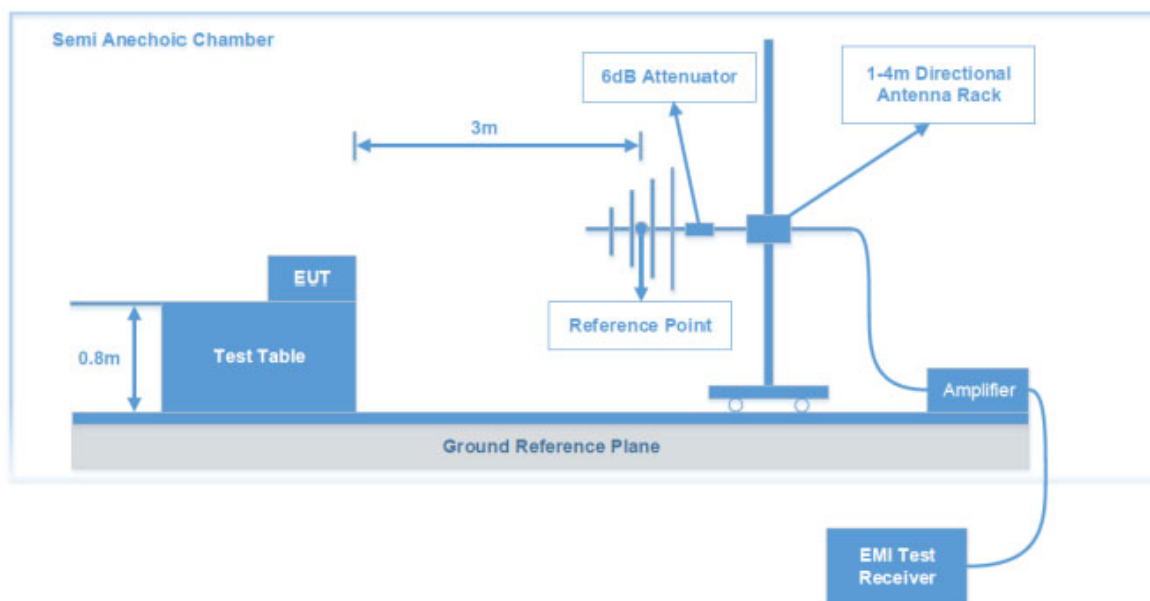 Semi Anechoic Chamber
6dB Attenuator
1-4m Directional
Antenna Rack
3m
EUT
Reference Point
0.8m
Test Table
Amplifier
Ground Reference Plane
EMI Test
Receiver